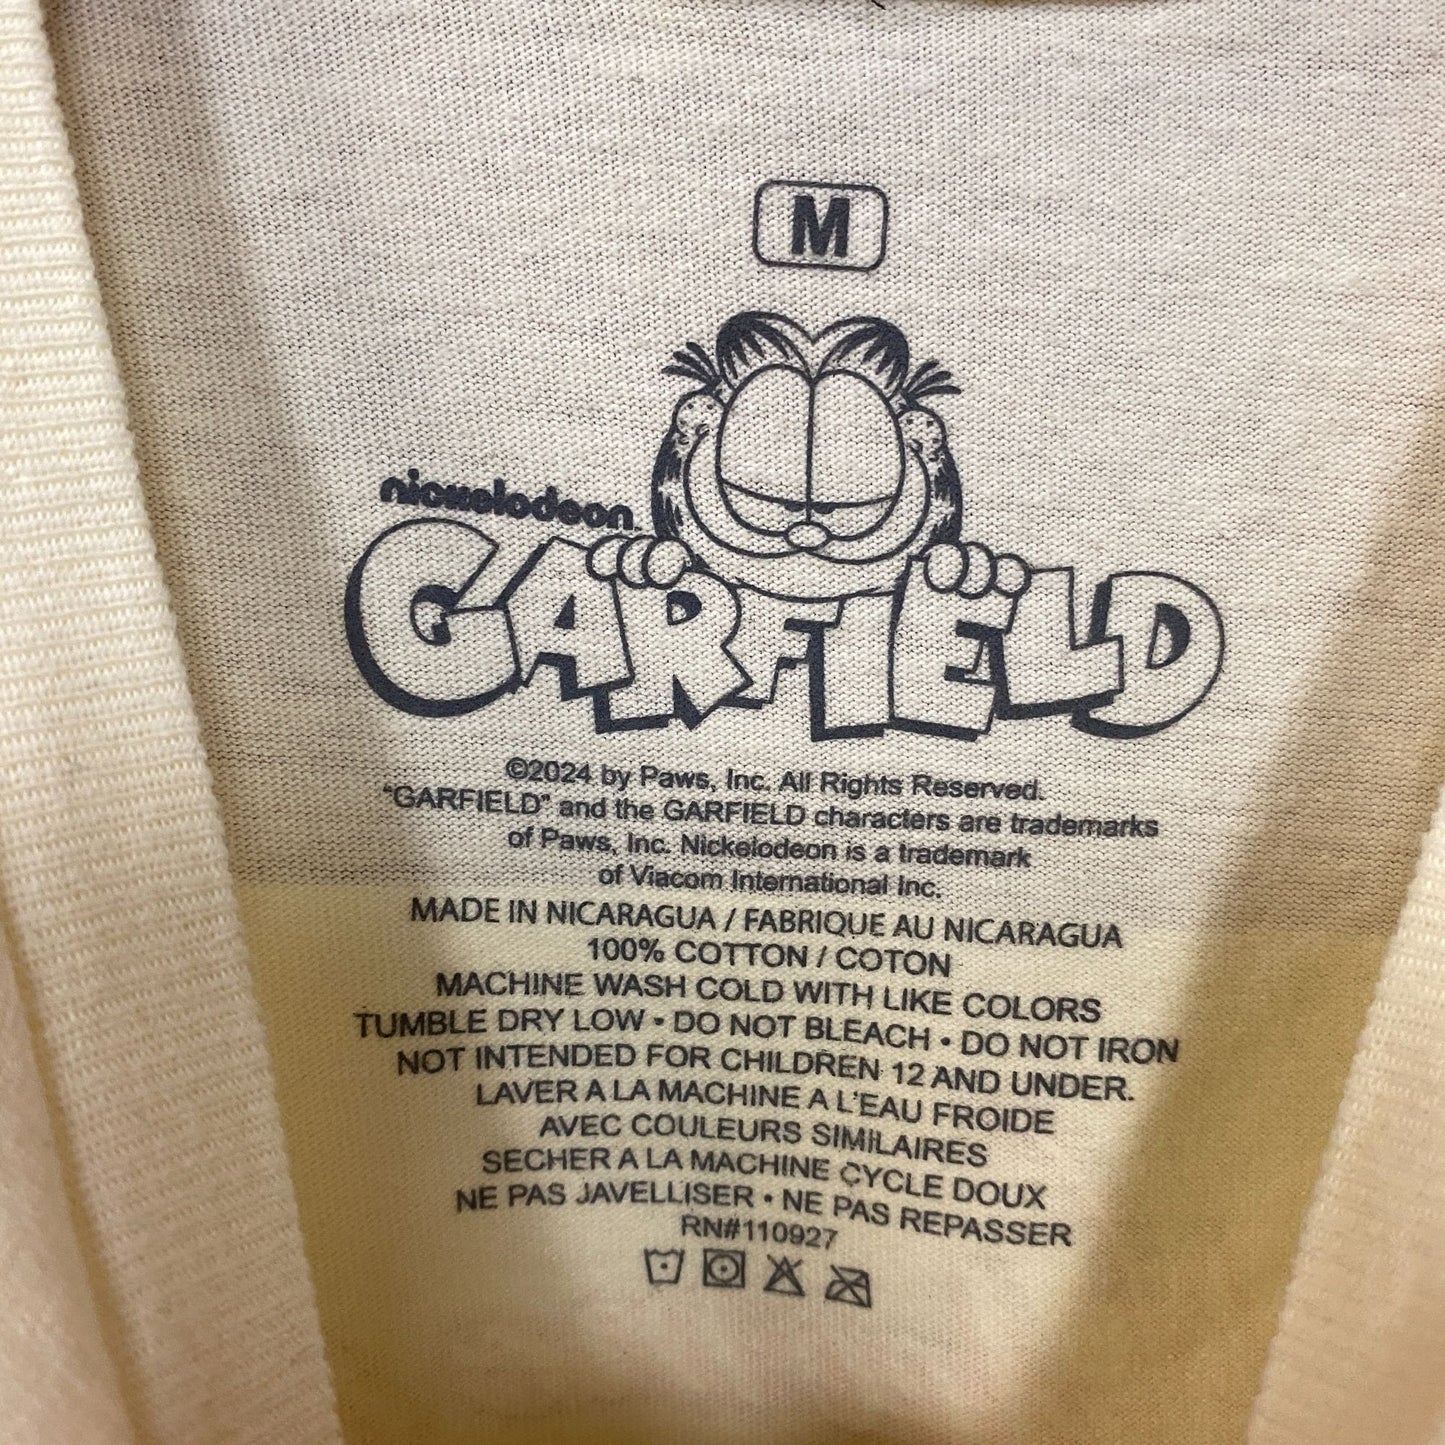 M
nickelodeon
GARFIELD
©2024 by Paws, Inc. All Rights Reserved.
"GARFIELD" and the GARFIELD characters are trademarks
of Paws, Inc. Nickelodeon is a trademark
of Viacom International Inc.
MADE IN NICARAGUA / FABRIQUE AU NICARAGUA
100% COTTON / COTON
MACHINE WASH COLD WITH LIKE COLORS
TUMBLE DRY LOW • DO NOT BLEACH • DO NOT IRON
NOT INTENDED FOR CHILDREN 12 AND UNDER.
LAVER A LA MACHINE A L'EAU FROIDE
AVEC COULEURS SIMILAIRES
SECHER A LA MACHINE CYCLE DOUX
NE PAS JAVELLISER • NE PAS REPASSER
RN#110927